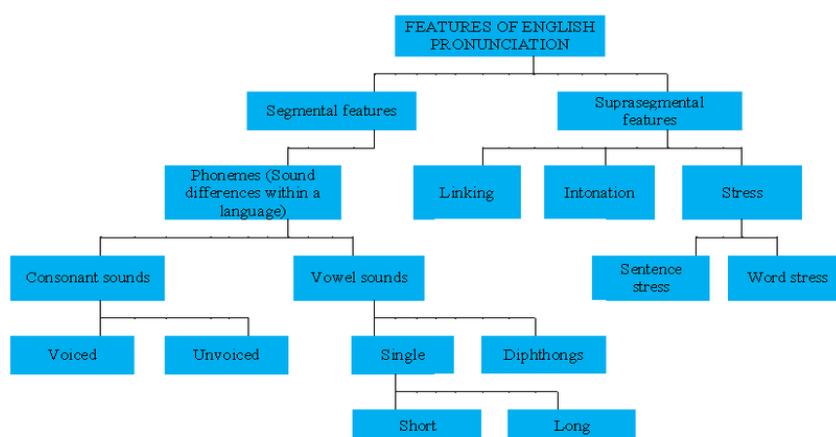 FEATURES OF ENGLISH
PRONUNCIATION
Segmental features
Suprasegmental
features
Phonemes (Sound
differences within a
language)
Linking
Intonation
Stress
Consonant sounds
Vowel sounds
Sentence
stress
Word stress
Voiced
Unvoiced
Single
Diphthongs
Short
Long